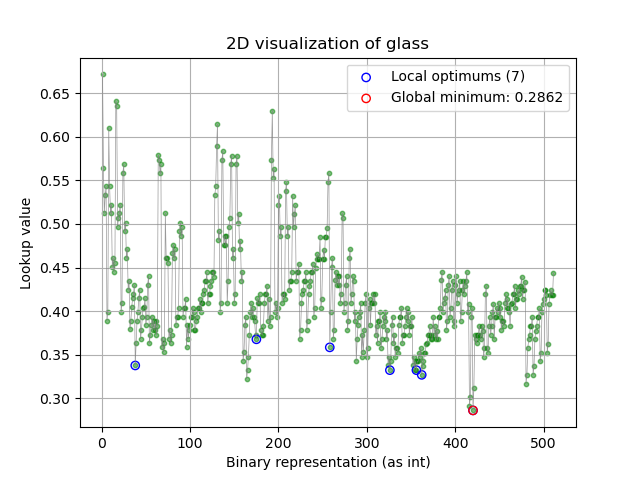 2D visualization of glass
Local optimums (7)
Global minimum: 0.2862
Lookup value
0.65
0.60
0.55
0.50
0.45
0.40
0.35
0.30
0 100 200 300 400 500
Binary representation (as int)